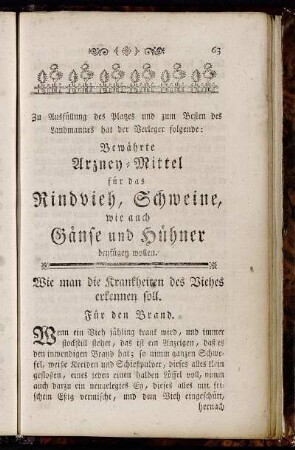 63
Zu Ausfüllung des Plazes und zum Besten des
Landmannes hat der Verleger folgende:
Bewährte
Arzney-Mittel
für das
Rindvieh, Schweine,
wie auch
Gänse und Hühner
beyfügen wollen.
Wie man die Krankheiten des Viehes
erkennen soll.
Für den Brand.
Wenn ein Vieh jähling krank wird, und immer
stockstill stehet, das ist ein Anzeigen, daß es
den inwendigen Brand hat; so nimm ganzen Schwe-
fel, weiße Kreiden und Schießpulver, dieses alles klein
gestoßen, eines jeden einen halben Löffel voll, nimm
auch darzu ein neugelegtes Ey, dieses alles mit fri-
schem Eßig vermischt, und dem Vieh eingeschütt,
hernach